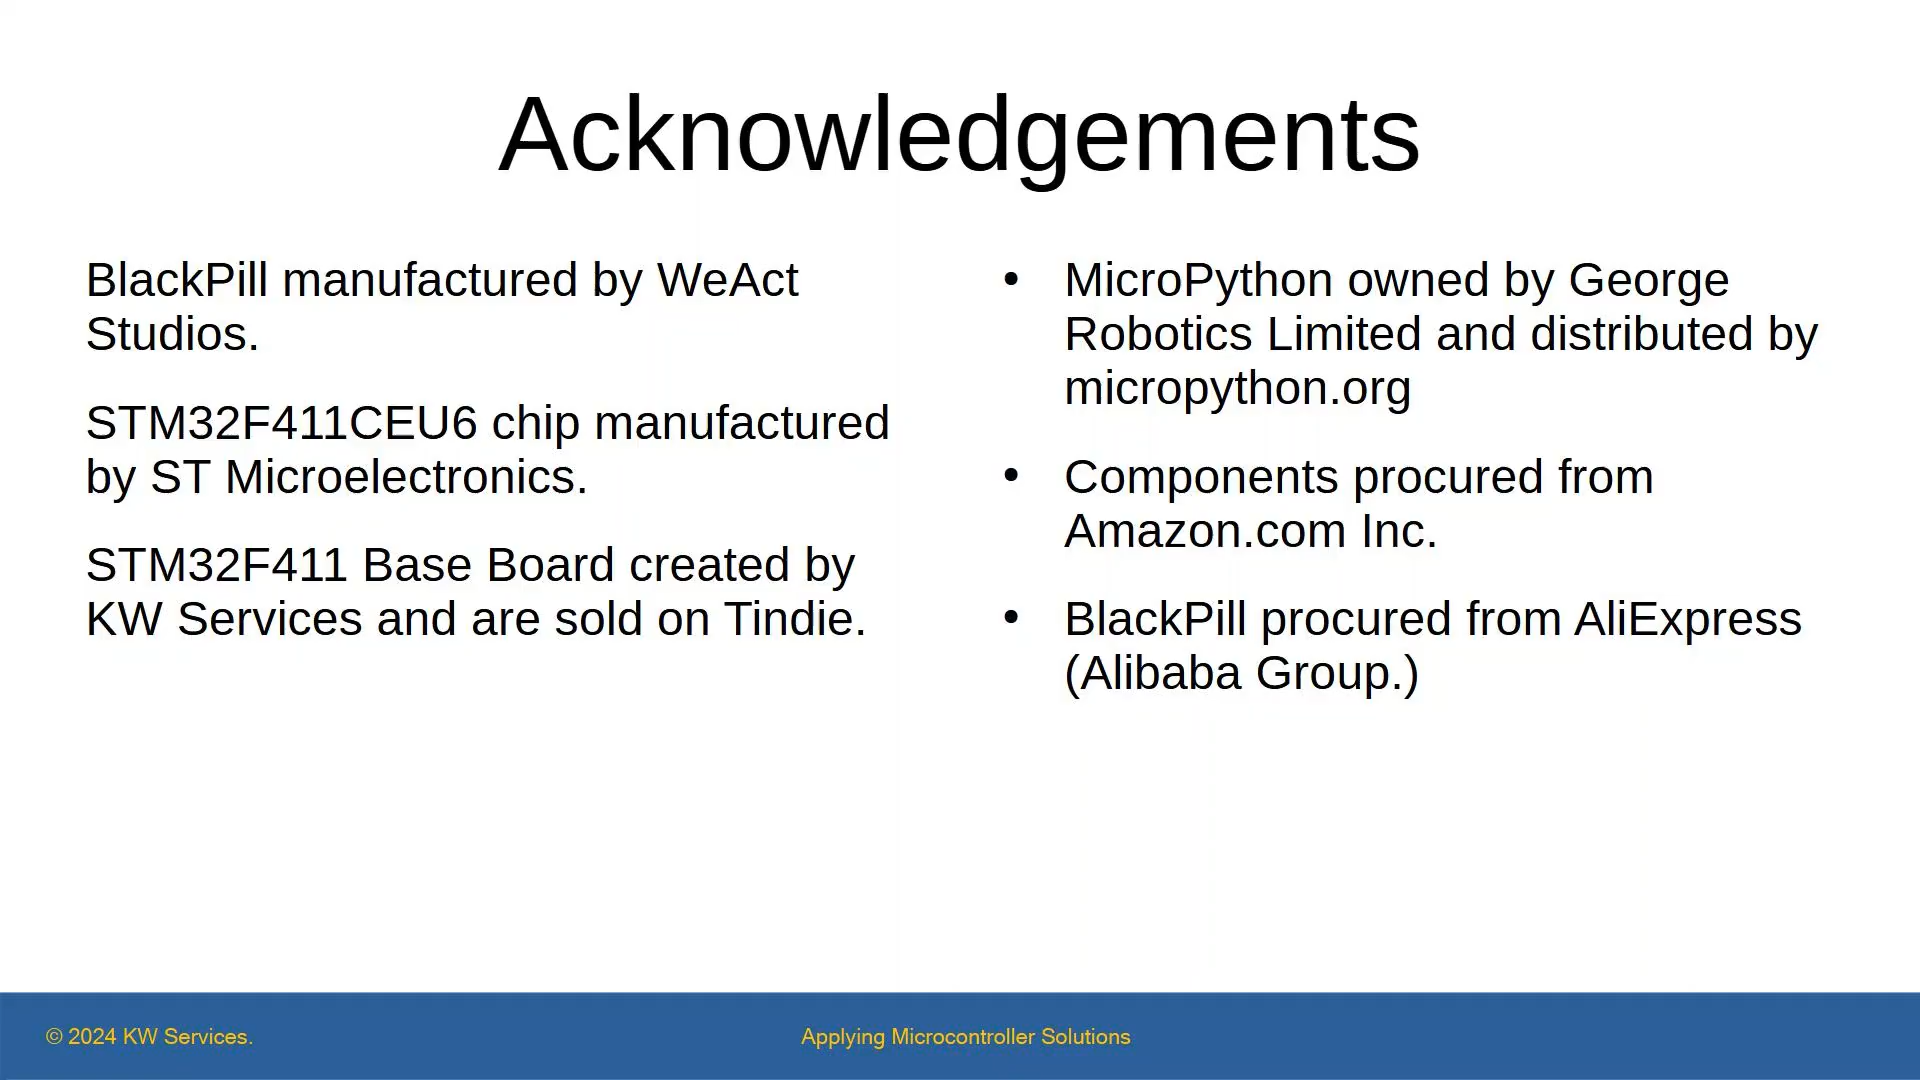 Acknowledgements
BlackPill manufactured by WeAct
Studios.
STM32F411CEU6 chip manufactured
by ST Microelectronics.
STM32F411 Base Board created by
KW Services and are sold on Tindie.
• MicroPython owned by George
Robotics Limited and distributed by
micropython.org
• Components procured from
Amazon.com Inc.
• BlackPill procured from AliExpress
(Alibaba Group.)
© 2024 KW Services.
Applying Microcontroller Solutions